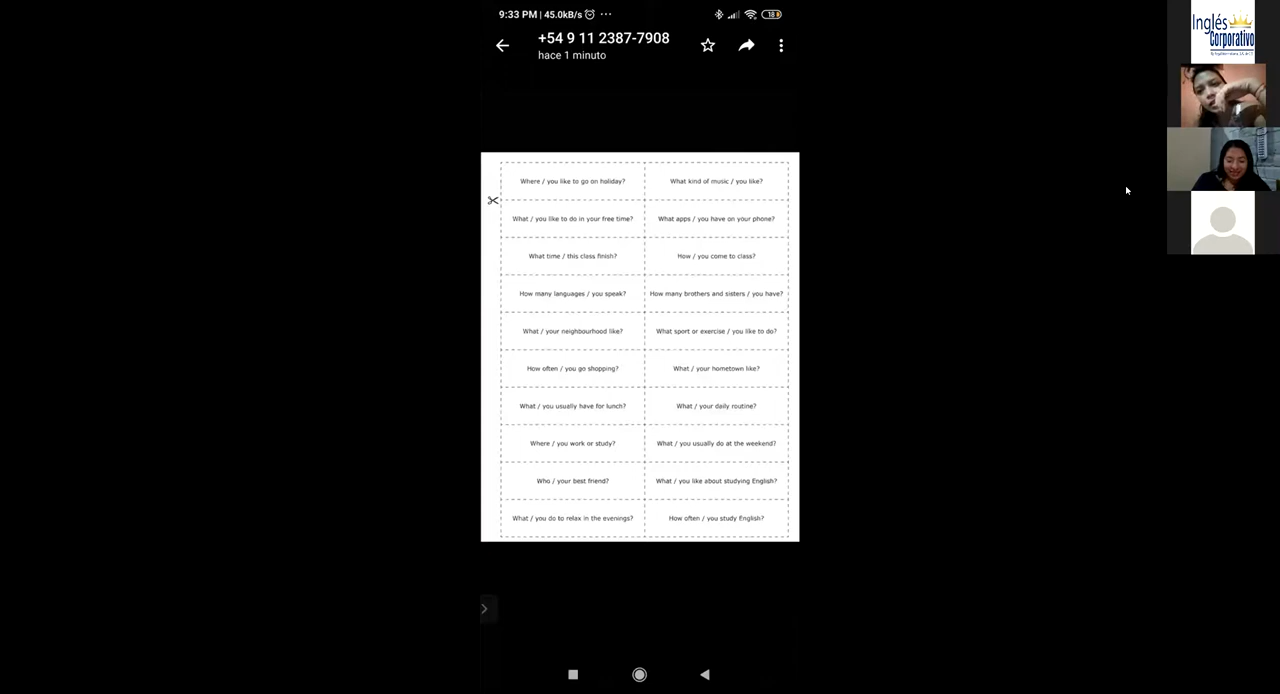 9:33 PM | 45.0kB/s
18
+54 9 11 2387-7908
hace 1 minuto
Where / you like to go on holiday?
What kind of music / you like?
What / you like to do in your free time?
What apps / you have on your phone?
What time / this class finish?
How / you come to class?
How many languages / you speak?
How many brothers and sisters / you have?
What / your neighbourhood like?
What sport or exercise / you like to do?
How often / you go shopping?
What / your hometown like?
What / you usually have for lunch?
What / your daily routine?
Where / you work or study?
What / you usually do at the weekend?
Who / your best friend?
What / you like about studying English?
What / you do to relax in the evenings?
How often / you study English?
Inglés
Corporativo